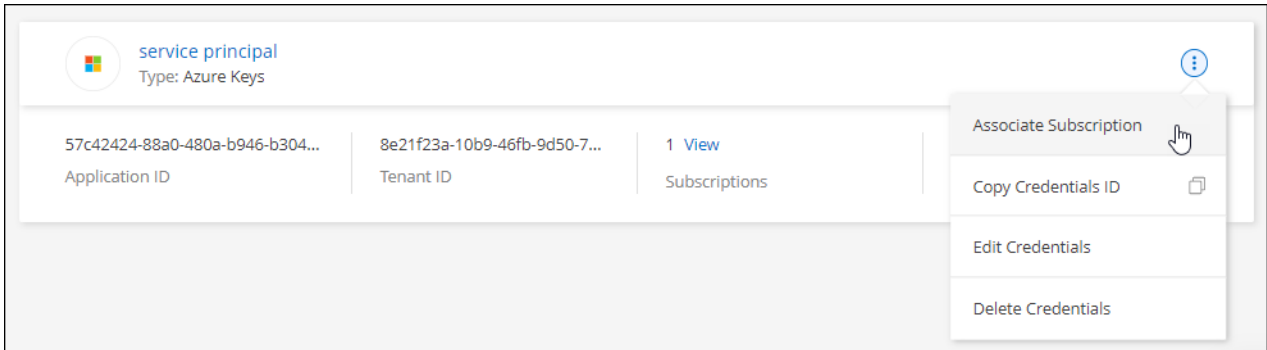 service principal
Type: Azure Keys
57c42424-88a0-480a-b946-b304...
Application ID
8e21f23a-10b9-46fb-9d50-7...
Tenant ID
1 View
Subscriptions
Associate Subscription
Copy Credentials ID
Edit Credentials
Delete Credentials